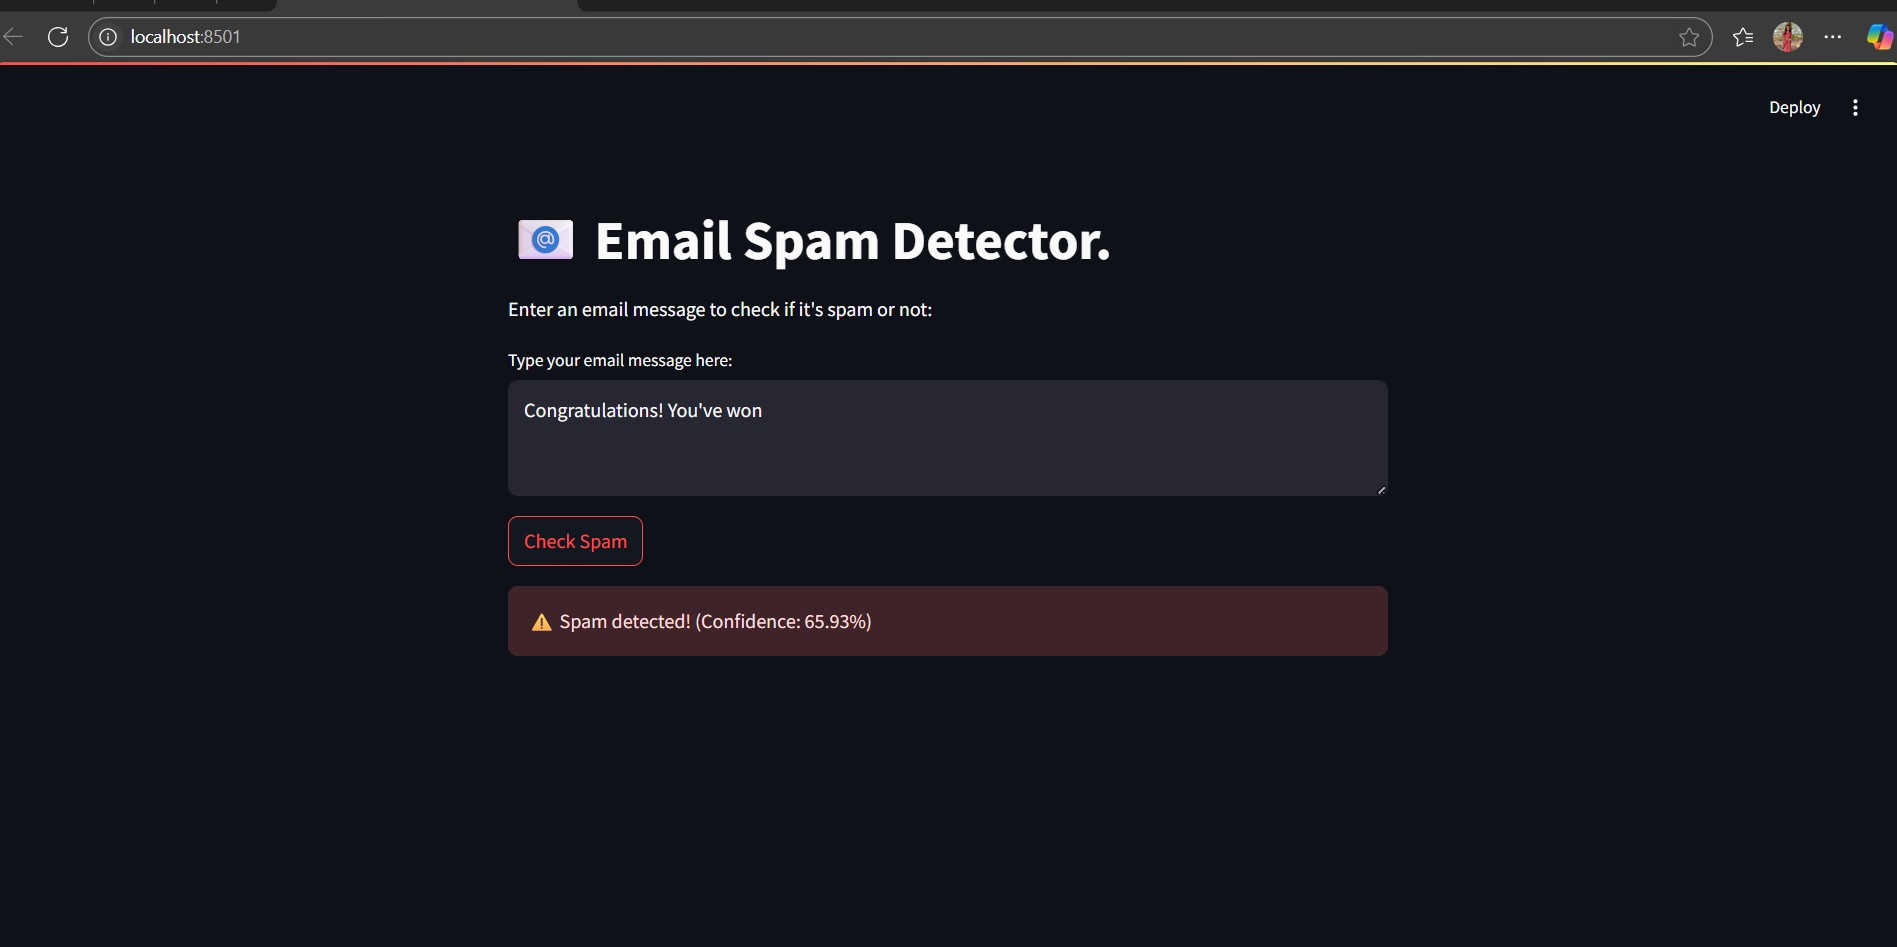 localhost:8501
Deploy
Email Spam Detector.
Enter an email message to check if it's spam or not:
Type your email message here:
Congratulations! You've won
Check Spam
Spam detected! (Confidence: 65.93%)